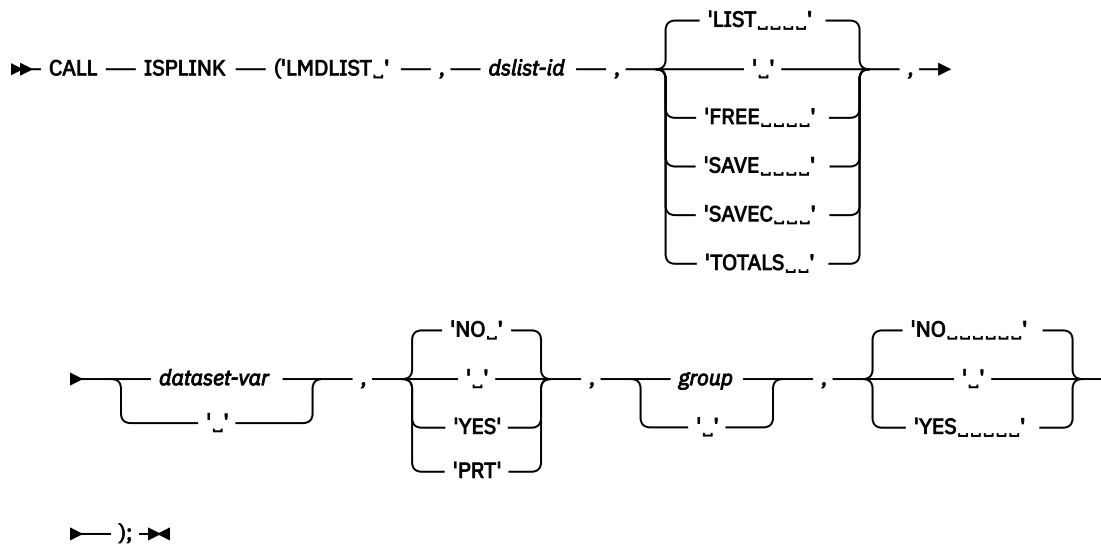 'LIST␣␣␣␣'
CALL ISPLINK ('LMDLIST␣' , dslist-id , '␣' ,
'FREE␣␣␣␣'
'SAVE␣␣␣␣'
'SAVEC␣␣␣'
'TOTALS␣␣'
'NO␣' 'NO␣␣␣␣␣␣'
dataset-var , '␣' , group , '␣'
'␣' 'YES' '␣' 'YES␣␣␣␣␣'
'PRT'
);